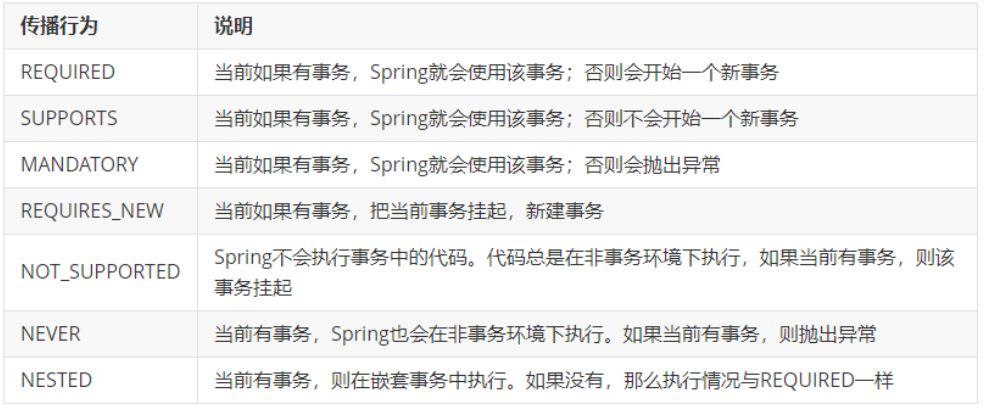 传播行为 说明
REQUIRED 当前如果有事务，Spring就会使用该事务；否则会开始一个新事务
SUPPORTS 当前如果有事务，Spring就会使用该事务；否则不会开始一个新事务
MANDATORY 当前如果有事务，Spring就会使用该事务；否则会抛出异常
REQUIRES_NEW 当前如果有事务，把当前事务挂起，新建事务
NOT_SUPPORTED Spring不会执行事务中的代码。代码总是在非事务环境下执行，如果当前有事务，则该
事务挂起
NEVER 当前有事务，Spring也会在非事务环境下执行。如果当前有事务，则抛出异常
NESTED 当前有事务，则在嵌套事务中执行。如果没有，那么执行情况与REQUIRED一样